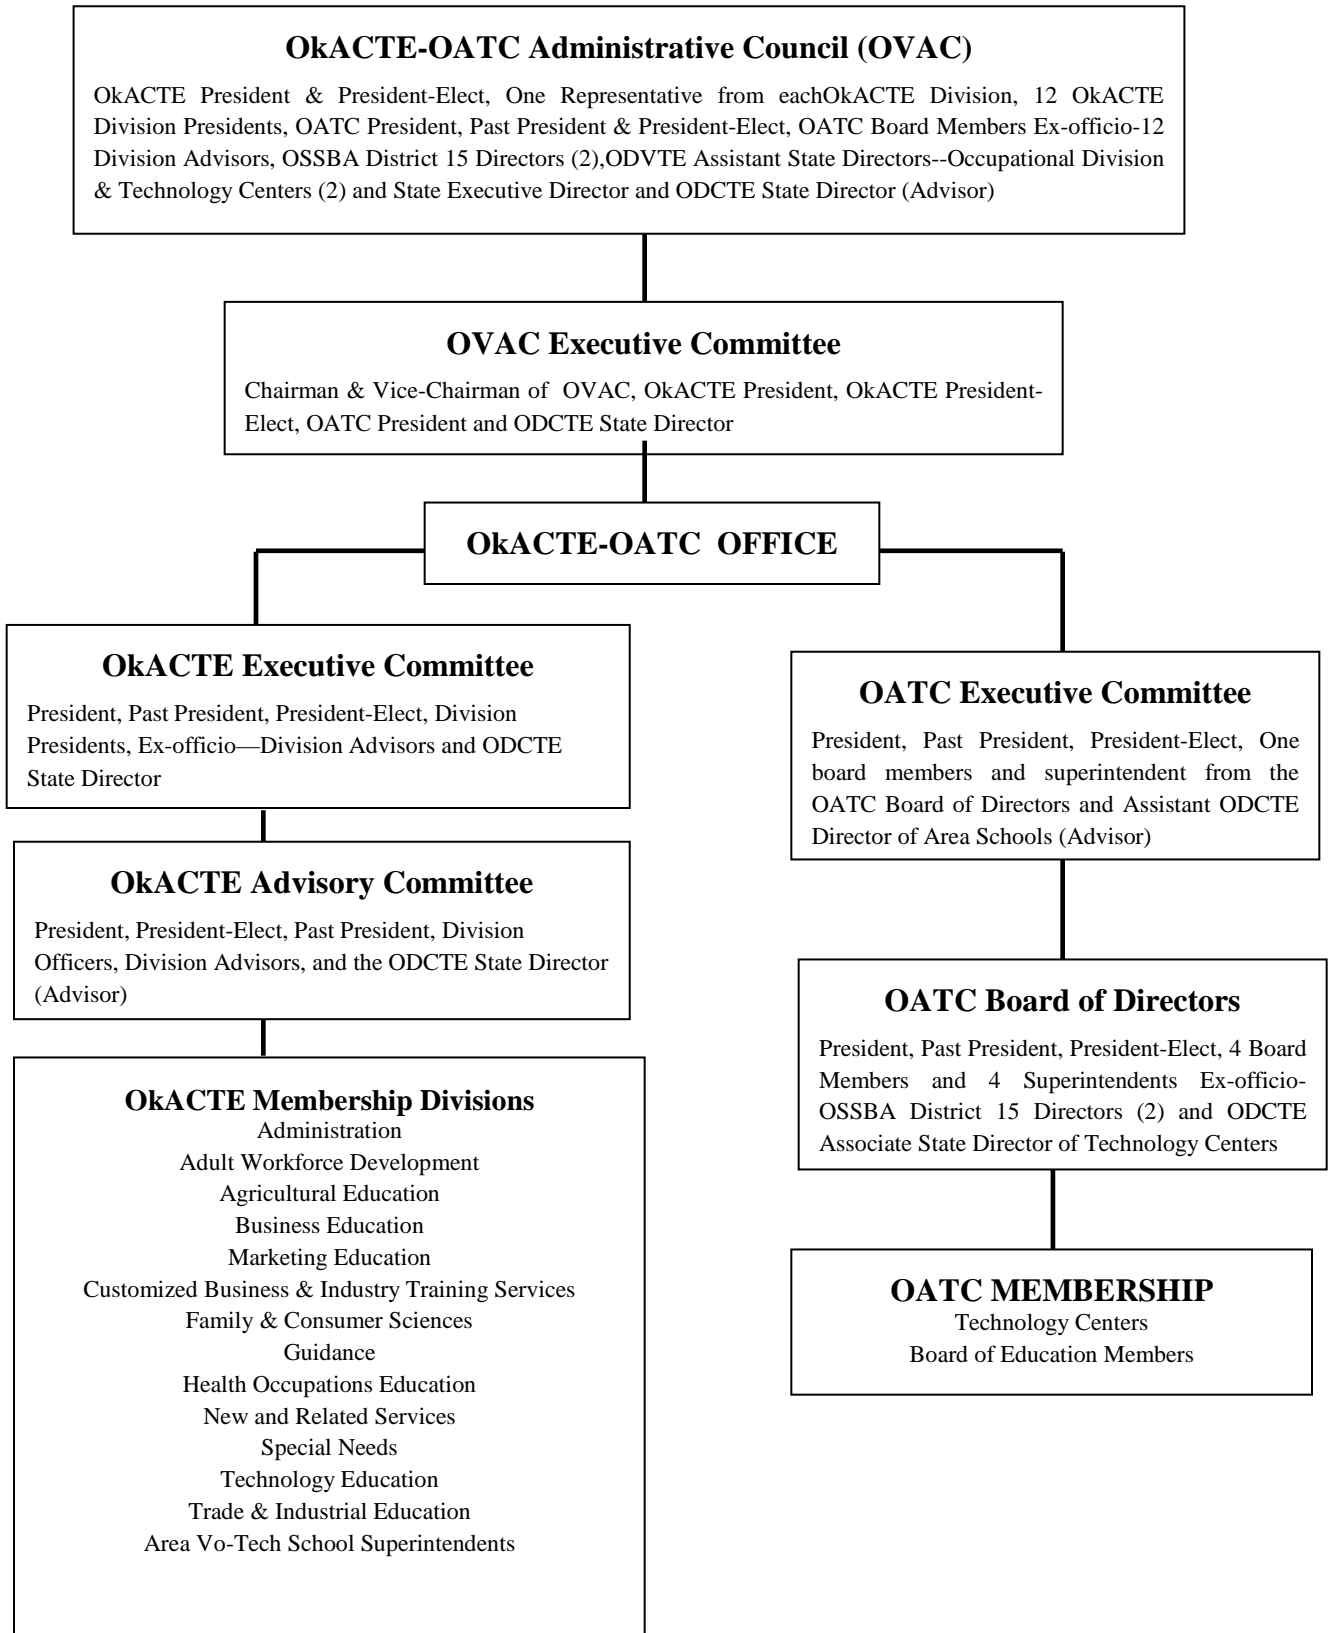 OkACTE-OATC Administrative Council (OVAC)
OkACTE President & President-Elect, One Representative from eachOkACTE Division, 12 OkACTE
Division Presidents, OATC President, Past President & President-Elect, OATC Board Members Ex-officio-12
Division Advisors, OSSBA District 15 Directors (2),ODVTE Assistant State Directors--Occupational Division
& Technology Centers (2) and State Executive Director and ODCTE State Director (Advisor)
OVAC Executive Committee
Chairman & Vice-Chairman of OVAC, OkACTE President, OkACTE President-
Elect, OATC President and ODCTE State Director
OkACTE-OATC OFFICE
OkACTE Executive Committee
President, Past President, President-Elect, Division
Presidents, Ex-officio—Division Advisors and ODCTE
State Director
OkACTE Advisory Committee
President, President-Elect, Past President, Division
Officers, Division Advisors, and the ODCTE State Director
(Advisor)
OkACTE Membership Divisions
Administration
Adult Workforce Development
Agricultural Education
Business Education
Marketing Education
Customized Business & Industry Training Services
Family & Consumer Sciences
Guidance
Health Occupations Education
New and Related Services
Special Needs
Technology Education
Trade & Industrial Education
Area Vo-Tech School Superintendents
OATC Executive Committee
President, Past President, President-Elect, One
board members and superintendent from the
OATC Board of Directors and Assistant ODCTE
Director of Area Schools (Advisor)
OATC Board of Directors
President, Past President, President-Elect, 4 Board
Members and 4 Superintendents Ex-officio-
OSSBA District 15 Directors (2) and ODCTE
Associate State Director of Technology Centers
OATC MEMBERSHIP
Technology Centers
Board of Education Members